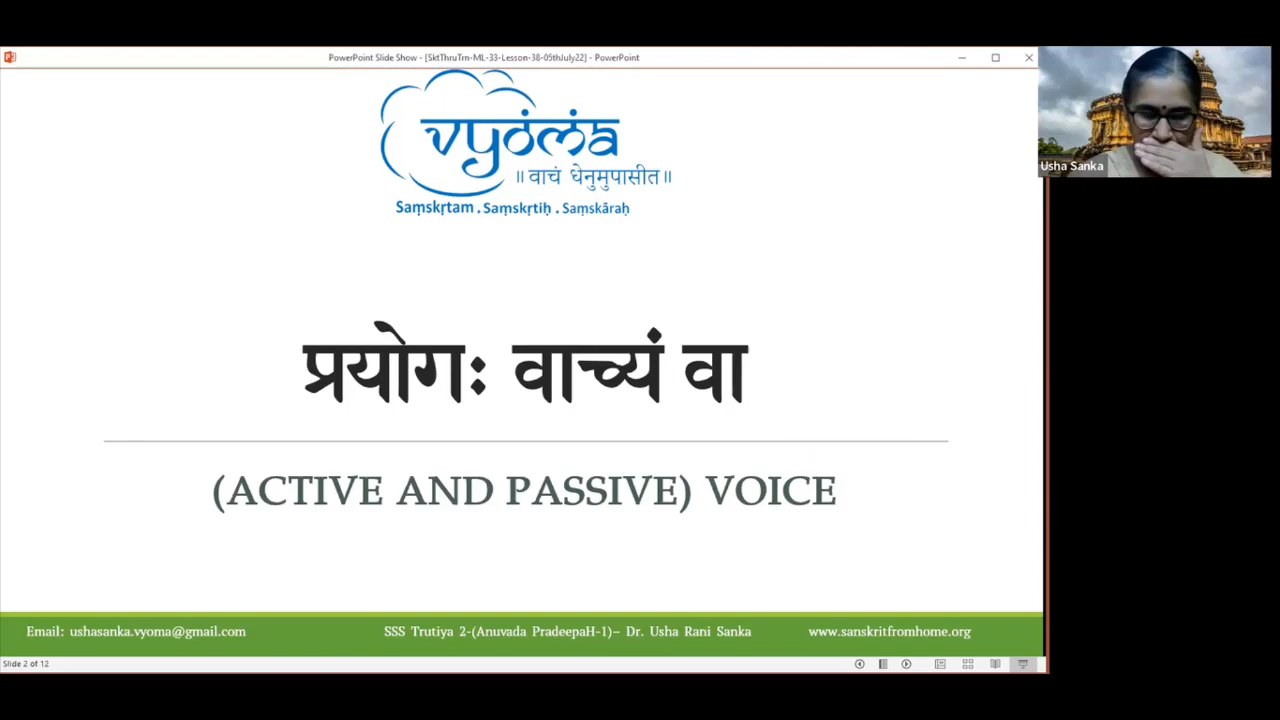 PowerPoint Slide Show - [SktThruTrn-ML-33-Lesson-38-05thJuly22] - PowerPoint
vyoma
॥ वाचं धेनुमुपासीत॥
Saṃskṛtam . Saṃskṛtiḥ . Saṃskāraḥ
Usha Sanka
प्रयोगः वाच्यं वा
(ACTIVE AND PASSIVE) VOICE
Email: ushasanka.vyoma@gmail.com SSS Trutiya 2-(Anuvada PradeepaH-1)– Dr. Usha Rani Sanka www.sanskritfromhome.org
Slide 2 of 12